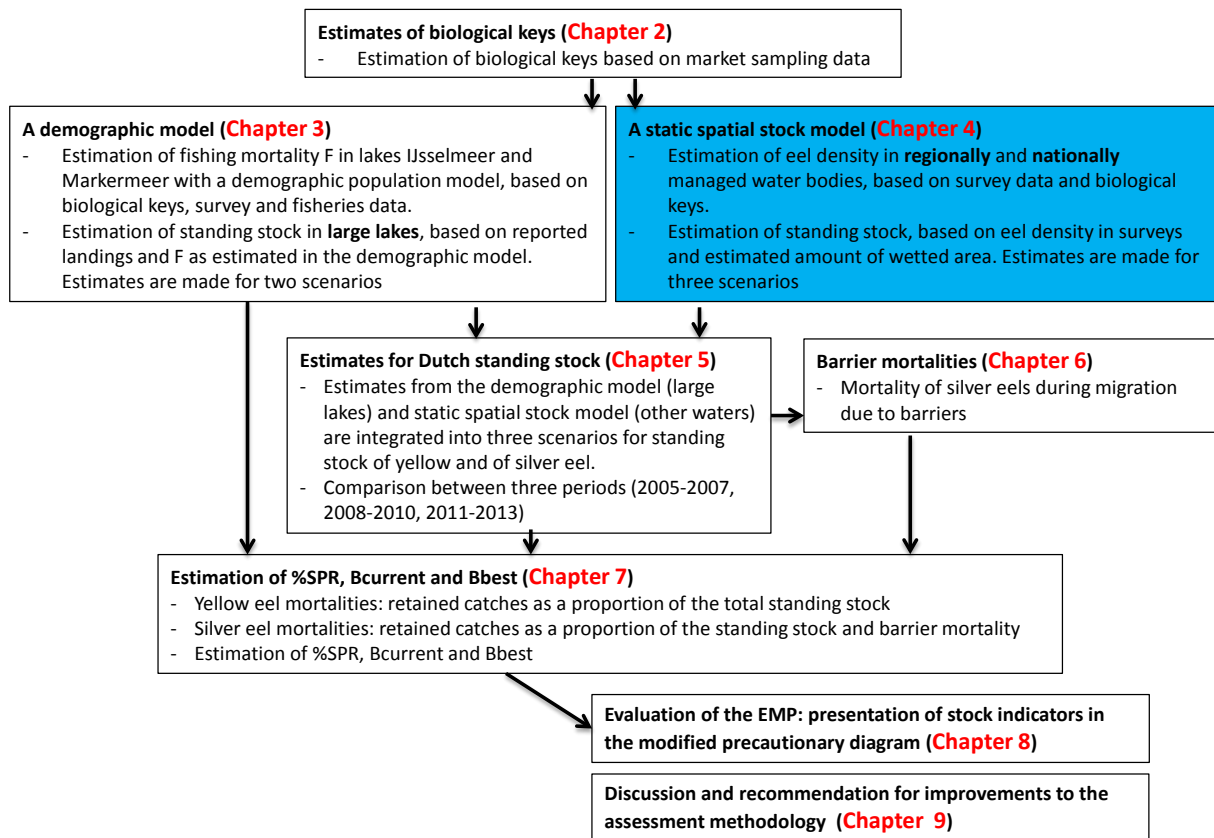 Estimates of biological keys (Chapter 2)
- Estimation of biological keys based on market sampling data
A demographic model (Chapter 3)
- Estimation of fishing mortality F in lakes IJsselmeer and
Markermeer with a demographic population model, based on
biological keys, survey and fisheries data.
- Estimation of standing stock in large lakes, based on reported
landings and F as estimated in the demographic model.
Estimates are made for two scenarios
A static spatial stock model (Chapter 4)
- Estimation of eel density in regionally and nationally
managed water bodies, based on survey data and biological
keys.
- Estimation of standing stock, based on eel density in surveys
and estimated amount of wetted area. Estimates are made for
three scenarios
Estimates for Dutch standing stock (Chapter 5)
- Estimates from the demographic model (large
lakes) and static spatial stock model (other waters)
are integrated into three scenarios for standing
stock of yellow and of silver eel.
- Comparison between three periods (2005-2007,
2008-2010, 2011-2013)
Barrier mortalities (Chapter 6)
- Mortality of silver eels during migration
due to barriers
Estimation of %SPR, Bcurrent and Bbest (Chapter 7)
- Yellow eel mortalities: retained catches as a proportion of the total standing stock
- Silver eel mortalities: retained catches as a proportion of the standing stock and barrier mortality
- Estimation of %SPR, Bcurrent and Bbest
Evaluation of the EMP: presentation of stock indicators in
the modified precautionary diagram (Chapter 8)
Discussion and recommendation for improvements to the
assessment methodology (Chapter 9)